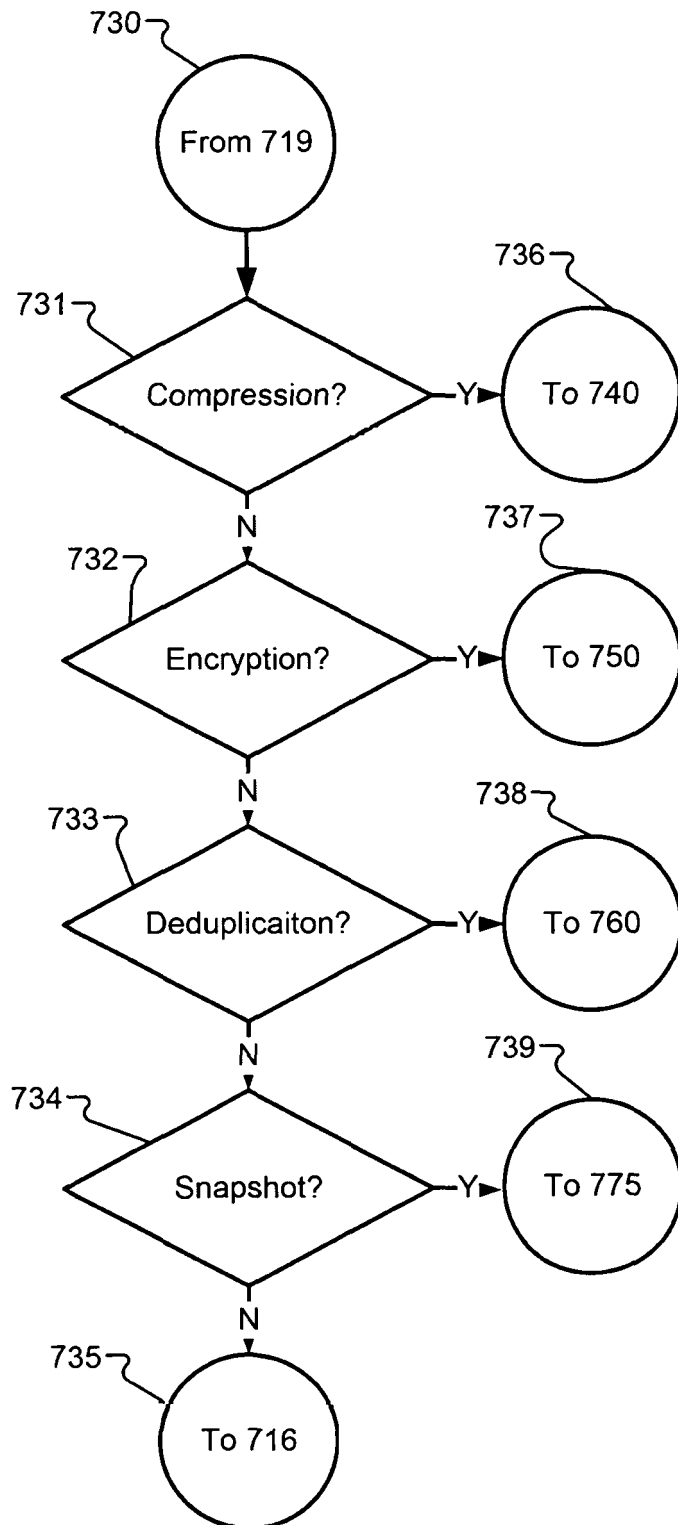 730
From 719
736
731
Compression?
Y
To 740
N
737
732
Encryption?
Y
To 750
N
738
733
Deduplicaiton?
Y
To 760
N
739
734
Snapshot?
Y
To 775
N
735
To 716